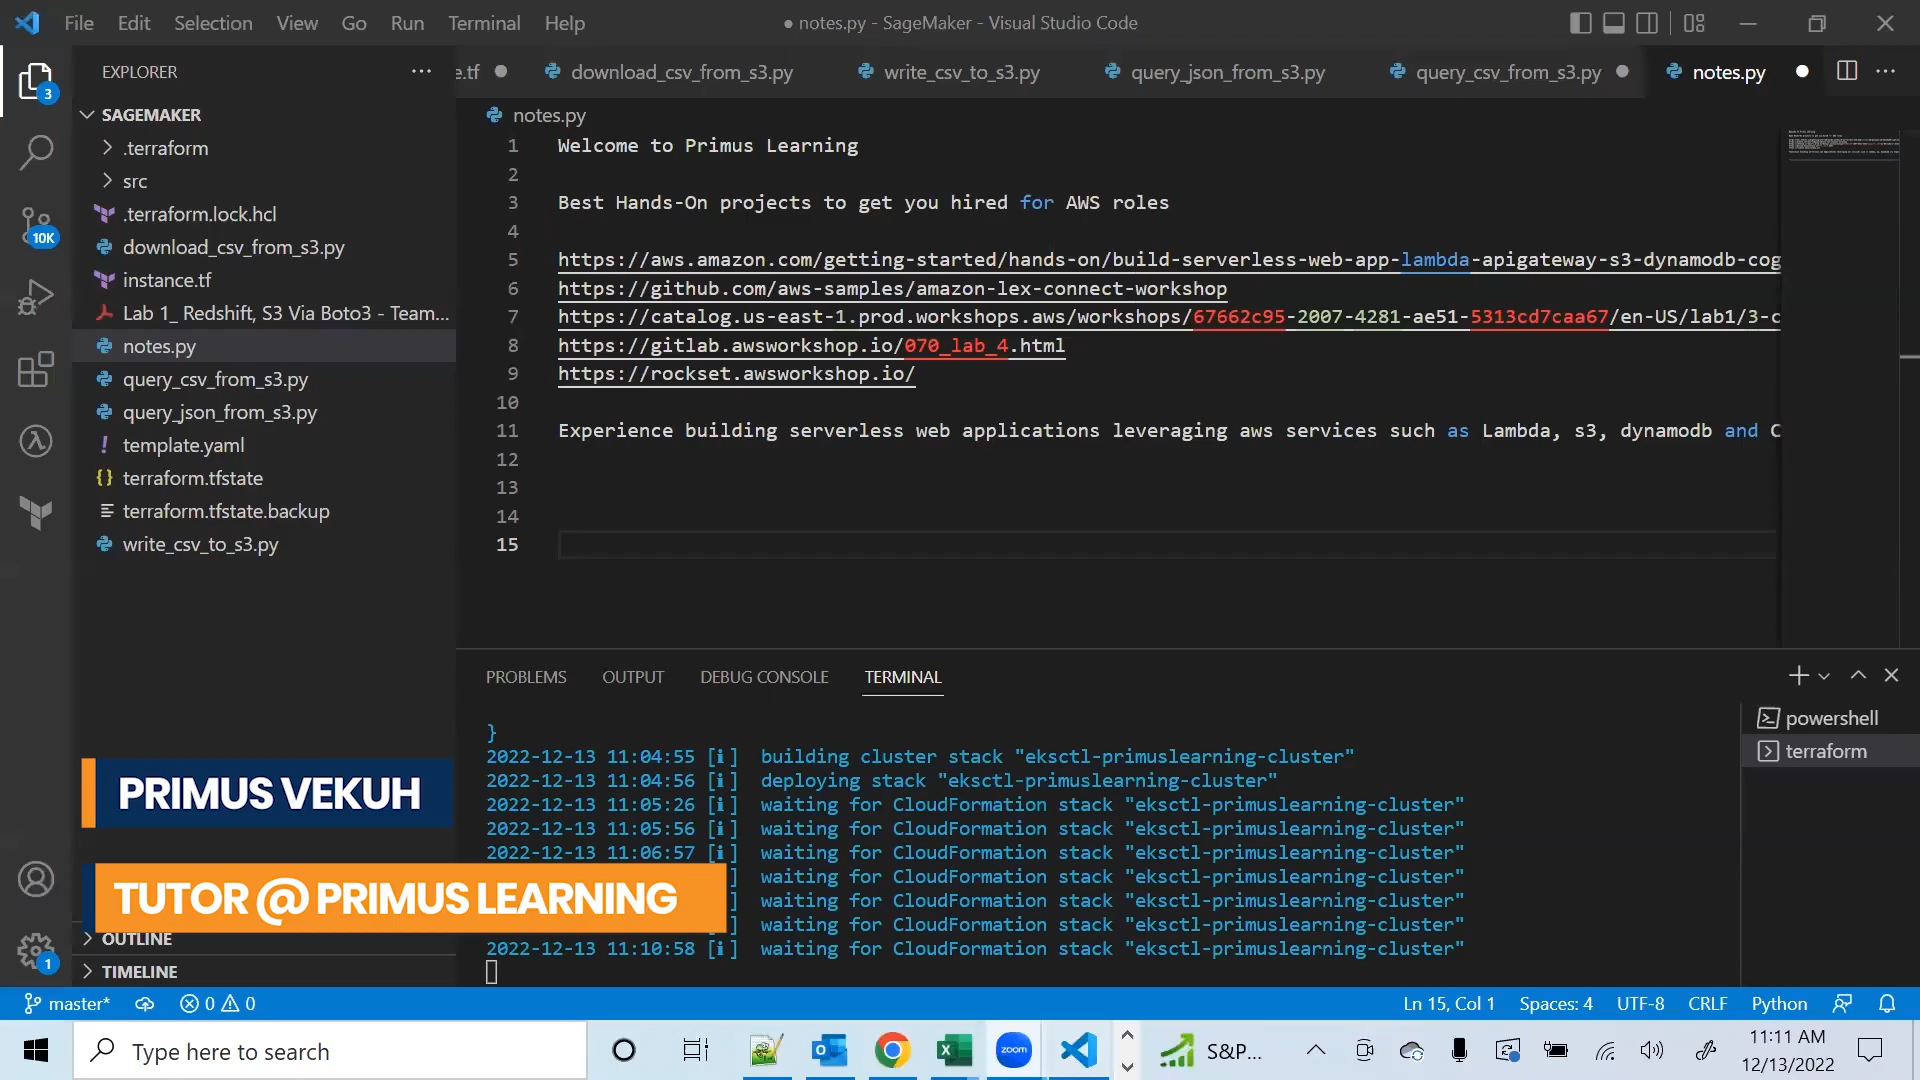 File Edit Selection View Go Run Terminal Help
● notes.py - SageMaker - Visual Studio Code
EXPLORER
e.tf
download_csv_from_s3.py
write_csv_to_s3.py
query_json_from_s3.py
query_csv_from_s3.py
notes.py
SAGEMAKER
.terraform
src
.terraform.lock.hcl
download_csv_from_s3.py
instance.tf
Lab 1_ Redshift, S3 Via Boto3 - Team...
notes.py
query_csv_from_s3.py
query_json_from_s3.py
template.yaml
terraform.tfstate
terraform.tfstate.backup
write_csv_to_s3.py
3
10K
1
OUTLINE
TIMELINE
notes.py
1 Welcome to Primus Learning
2
3 Best Hands-On projects to get you hired for AWS roles
4
5 https://aws.amazon.com/getting-started/hands-on/build-serverless-web-app-lambda-apigateway-s3-dynamodb-cog
6 https://github.com/aws-samples/amazon-lex-connect-workshop
7 https://catalog.us-east-1.prod.workshops.aws/workshops/67662c95-2007-4281-ae51-5313cd7caa67/en-US/lab1/3-c
8 https://gitlab.awsworkshop.io/070_lab_4.html
9 https://rockset.awsworkshop.io/
10
11 Experience building serverless web applications leveraging aws services such as Lambda, s3, dynamodb and C
12
13
14
15
PROBLEMS OUTPUT DEBUG CONSOLE TERMINAL
powershell
terraform
}
2022-12-13 11:04:55 [i] building cluster stack "eksctl-primuslearning-cluster"
2022-12-13 11:04:56 [i] deploying stack "eksctl-primuslearning-cluster"
2022-12-13 11:05:26 [i] waiting for CloudFormation stack "eksctl-primuslearning-cluster"
2022-12-13 11:05:56 [i] waiting for CloudFormation stack "eksctl-primuslearning-cluster"
2022-12-13 11:06:57 [i] waiting for CloudFormation stack "eksctl-primuslearning-cluster"
] waiting for CloudFormation stack "eksctl-primuslearning-cluster"
] waiting for CloudFormation stack "eksctl-primuslearning-cluster"
] waiting for CloudFormation stack "eksctl-primuslearning-cluster"
2022-12-13 11:10:58 [i] waiting for CloudFormation stack "eksctl-primuslearning-cluster"
PRIMUS VEKUH
TUTOR @ PRIMUS LEARNING
master* 0 0
Ln 15, Col 1 Spaces: 4 UTF-8 CRLF Python
Type here to search
zoom
S&P...
11:11 AM
12/13/2022